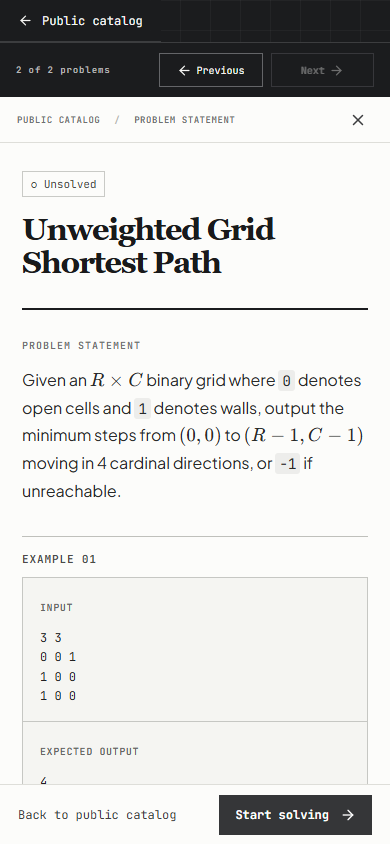 ← Public catalog
2 of 2 problems
← Previous
Next →
PUBLIC CATALOG / PROBLEM STATEMENT
Unsolved
Unweighted Grid
Shortest Path
PROBLEM STATEMENT
Given an R × C binary grid where 0 denotes
open cells and 1 denotes walls, output the
minimum steps from (0, 0) to (R − 1, C − 1)
moving in 4 cardinal directions, or -1 if
unreachable.
EXAMPLE 01
INPUT
3 3
0 0 1
1 0 0
1 0 0
EXPECTED OUTPUT
4
Back to public catalog
Start solving →